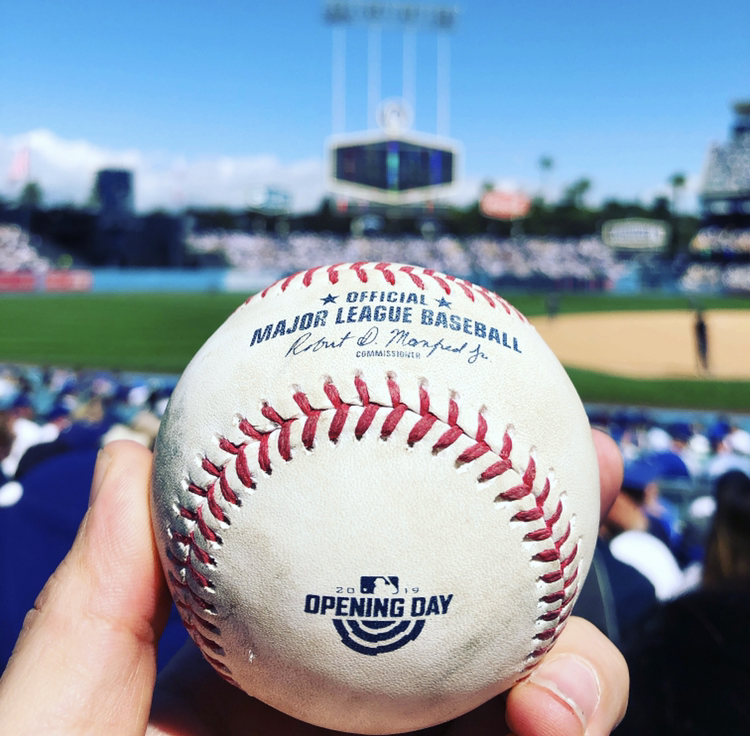 ★ OFFICIAL ★
MAJOR LEAGUE BASEBALL
Robert D. Manfred Jr.
COMMISSIONER
20 19
OPENING DAY